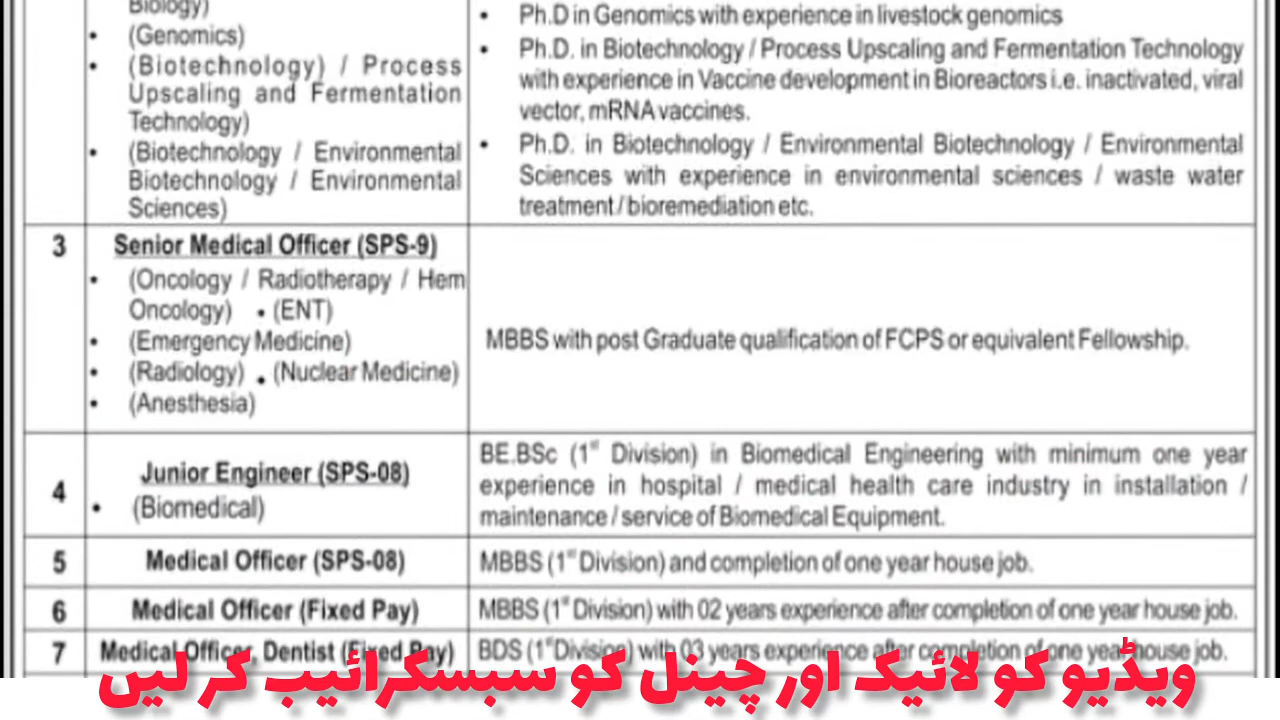 Biology)
• (Genomics)
• (Biotechnology) / Process
Upscaling and Fermentation
Technology)
• (Biotechnology / Environmental
Biotechnology / Environmental
Sciences)
• Ph.D in Genomics with experience in livestock genomics
• Ph.D. in Biotechnology / Process Upscaling and Fermentation Technology
with experience in Vaccine development in Bioreactors i.e. inactivated, viral
vector, mRNA vaccines.
• Ph.D. in Biotechnology / Environmental Biotechnology / Environmental
Sciences with experience in environmental sciences / waste water
treatment / bioremediation etc.
3 Senior Medical Officer (SPS-9)
• (Oncology / Radiotherapy / Hem
Oncology) • (ENT)
• (Emergency Medicine)
• (Radiology) • (Nuclear Medicine)
• (Anesthesia)
MBBS with post Graduate qualification of FCPS or equivalent Fellowship.
4 Junior Engineer (SPS-08)
• (Biomedical)
BE.BSc (1st Division) in Biomedical Engineering with minimum one year
experience in hospital / medical health care industry in installation /
maintenance / service of Biomedical Equipment.
5 Medical Officer (SPS-08) MBBS (1st Division) and completion of one year house job.
6 Medical Officer (Fixed Pay) MBBS (1st Division) with 02 years experience after completion of one year house job.
7 Medical Officer, Dentist (Fixed Pay) BDS (1st Division) with 03 years experience after completion of one year house job.
ویڈیو کو لائیک اور چینل کو سبسکرائیب کر لیں